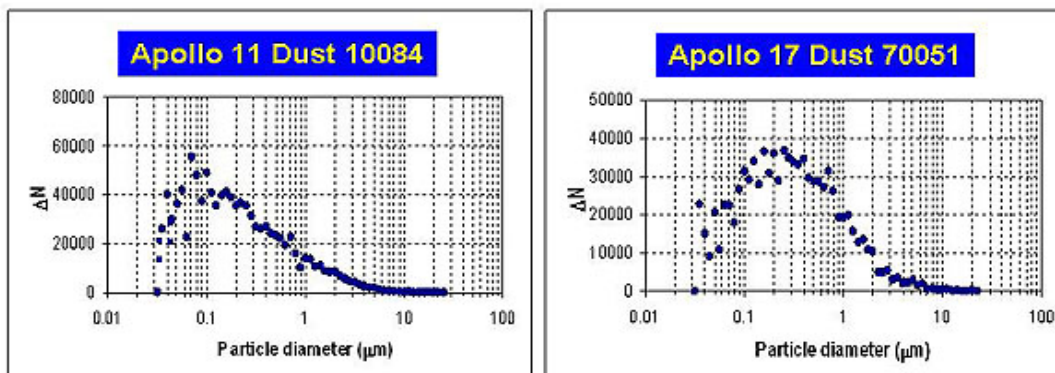 Apollo 11 Dust 10084
80000
60000
40000
20000
0
ΔN
0.01 0.1 1 10 100
Particle diameter (μm)
Apollo 17 Dust 70051
50000
40000
30000
20000
10000
0
ΔN
0.01 0.1 1 10 100
Particle diameter (μm)